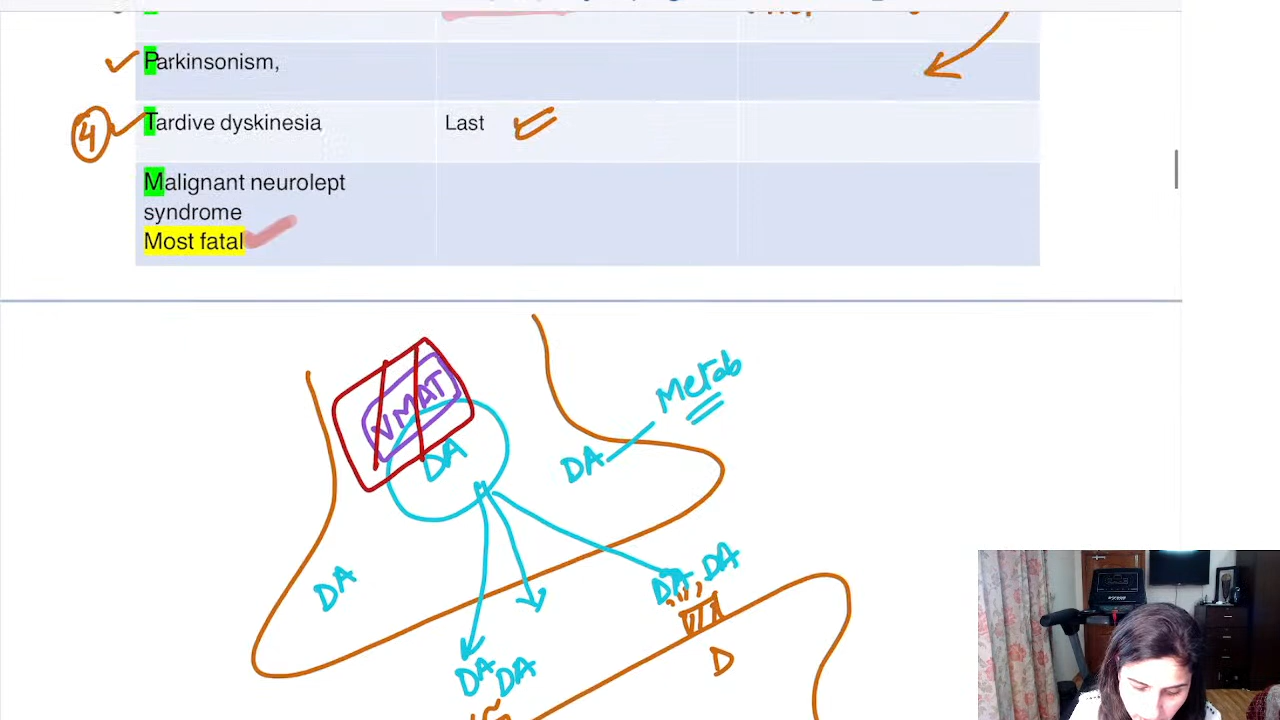 Parkinsonism,
4
Tardive dyskinesia
Last
Malignant neurolept
syndrome
Most fatal
VMAT
Metab
DA
DA
DA
DA, DA
D
DA DA